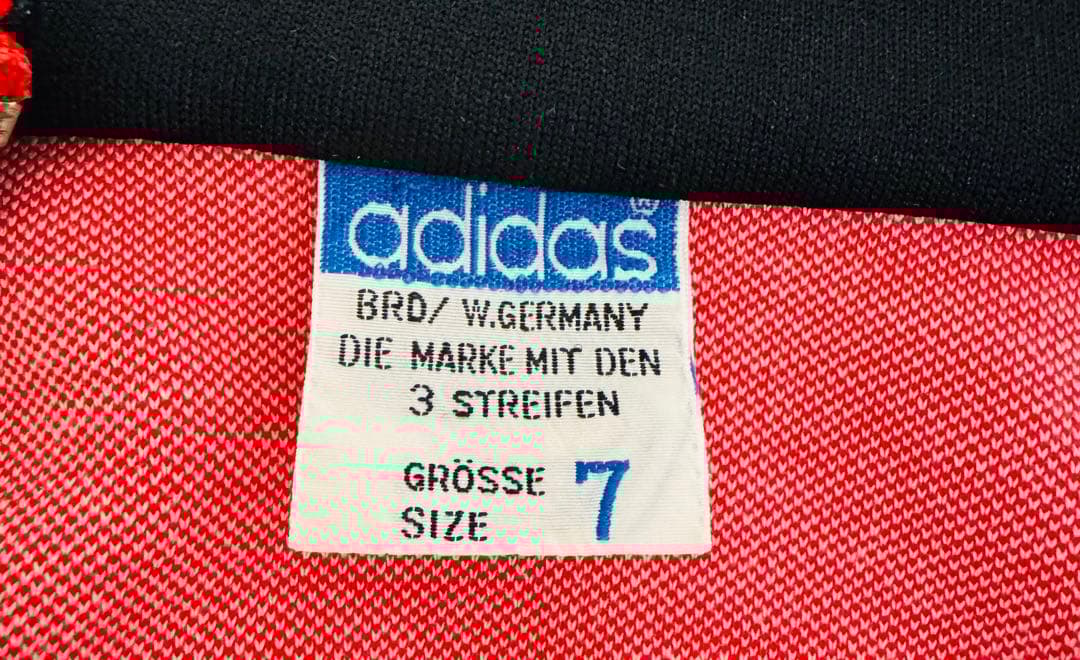 adidas®
BRD/ W.GERMANY
DIE MARKE MIT DEN
3 STREIFEN
GRÖSSE 7
SIZE